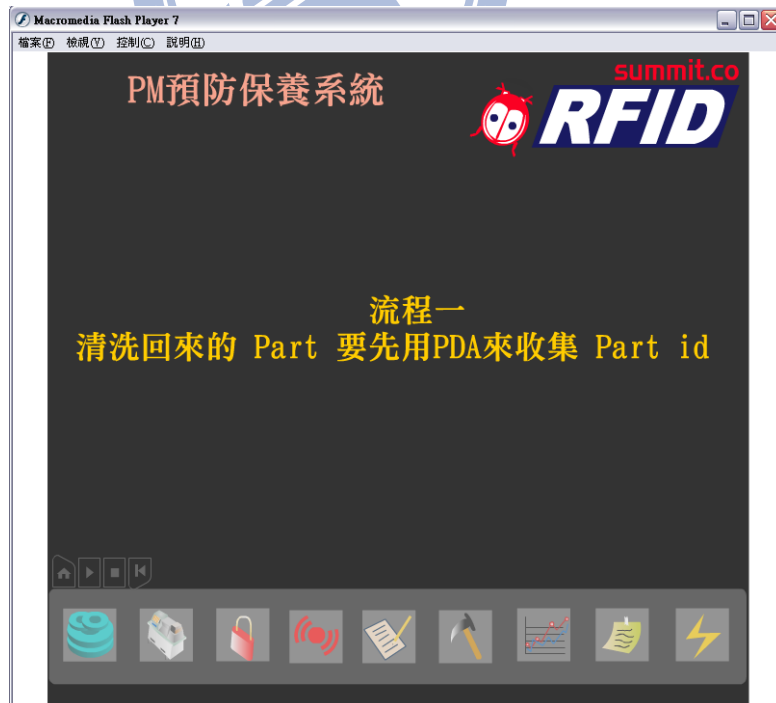 Macromedia Flash Player 7
檔案(F) 檢視(V) 控制(C) 說明(H)
PM預防保養系統
summit.co
RFID
流程一
清洗回來的 Part 要先用PDA來收集 Part id